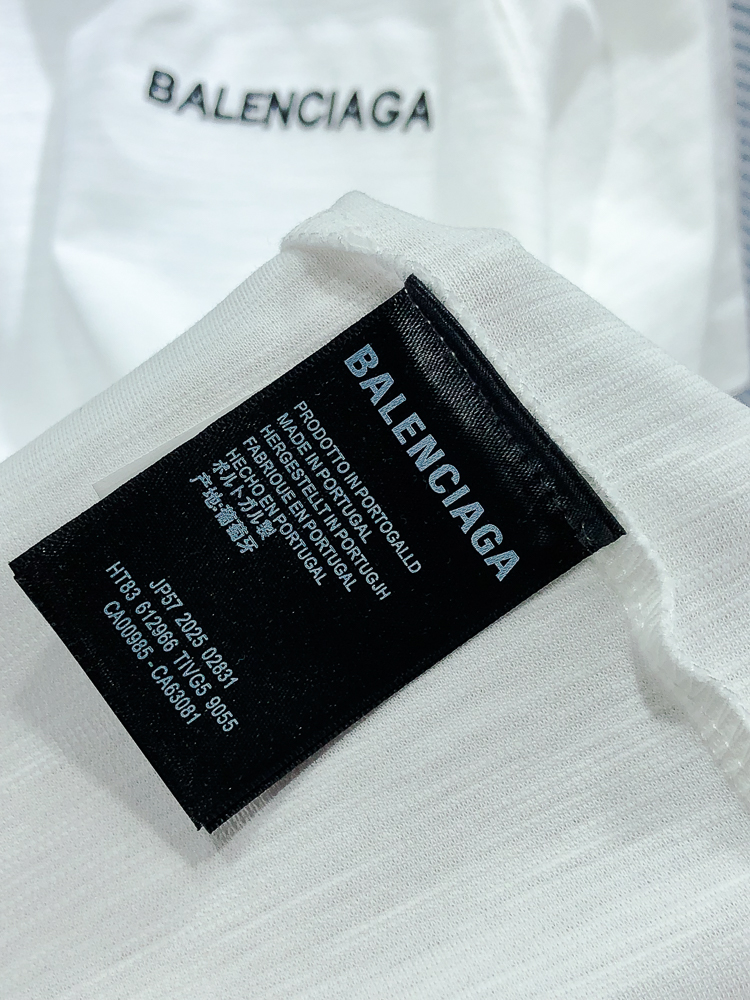 BALENCIAGA
BALENCIAGA
PRODOTTO IN PORTOGALLD
MADE IN PORTUGAL
HERGESTELLT IN PORTUGJH
FABRIQUE EN PORTUGAL
HECHO EN PORTUGAL
ポルトガル製
产地:葡萄牙
JP57 2025 02831
HT83 612966 TIVG5 9055
CA00985-CA63081